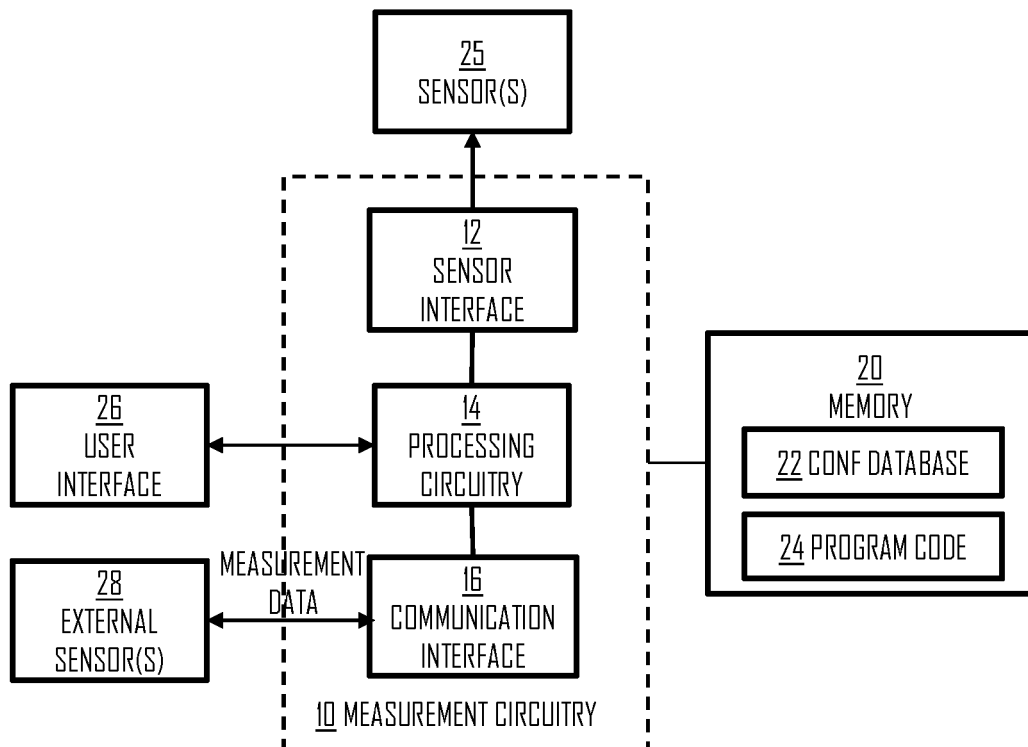 25
SENSOR(S)
12
SENSOR
INTERFACE
26
USER
INTERFACE
14
PROCESSING
CIRCUITRY
20
MEMORY
22 CONF DATABASE
24 PROGRAM CODE
28
EXTERNAL
SENSOR(S)
MEASUREMENT
DATA
16
COMMUNICATION
INTERFACE
10 MEASUREMENT CIRCUITRY